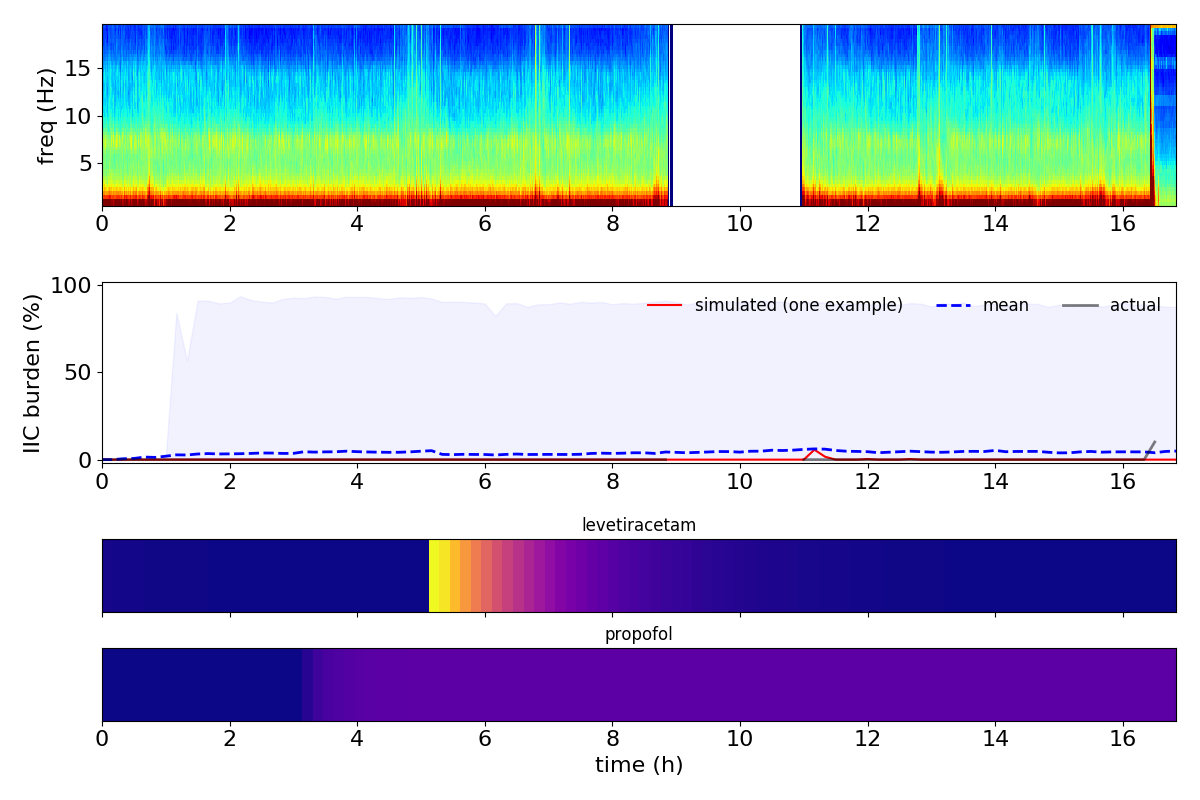 freq (Hz)
15
10
5
0 2 4 6 8 10 12 14 16
IIC burden (%)
100
50
0
simulated (one example) mean actual
0 2 4 6 8 10 12 14 16
levetiracetam
propofol
0 2 4 6 8 10 12 14 16
time (h)